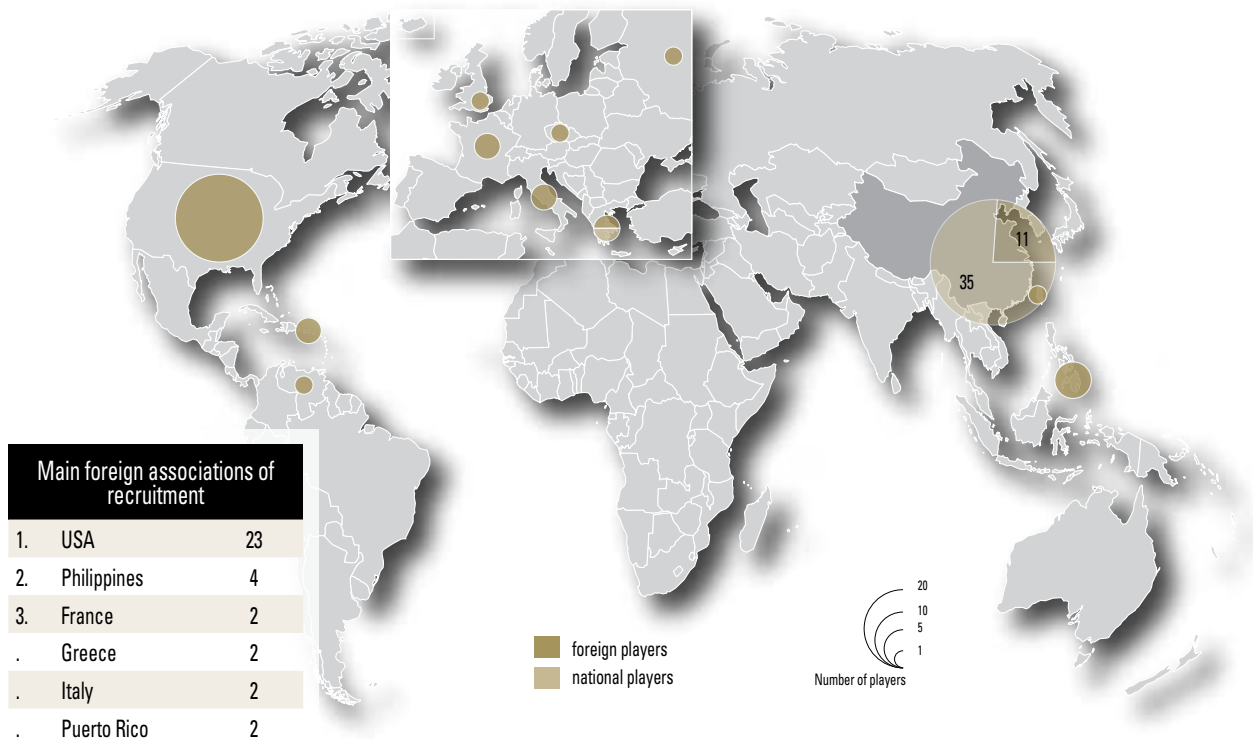 11
35
Main foreign associations of
recruitment
1. USA 23
2. Philippines 4
3. France 2
. Greece 2
. Italy 2
. Puerto Rico 2
foreign players
national players
20
10
5
1
Number of players